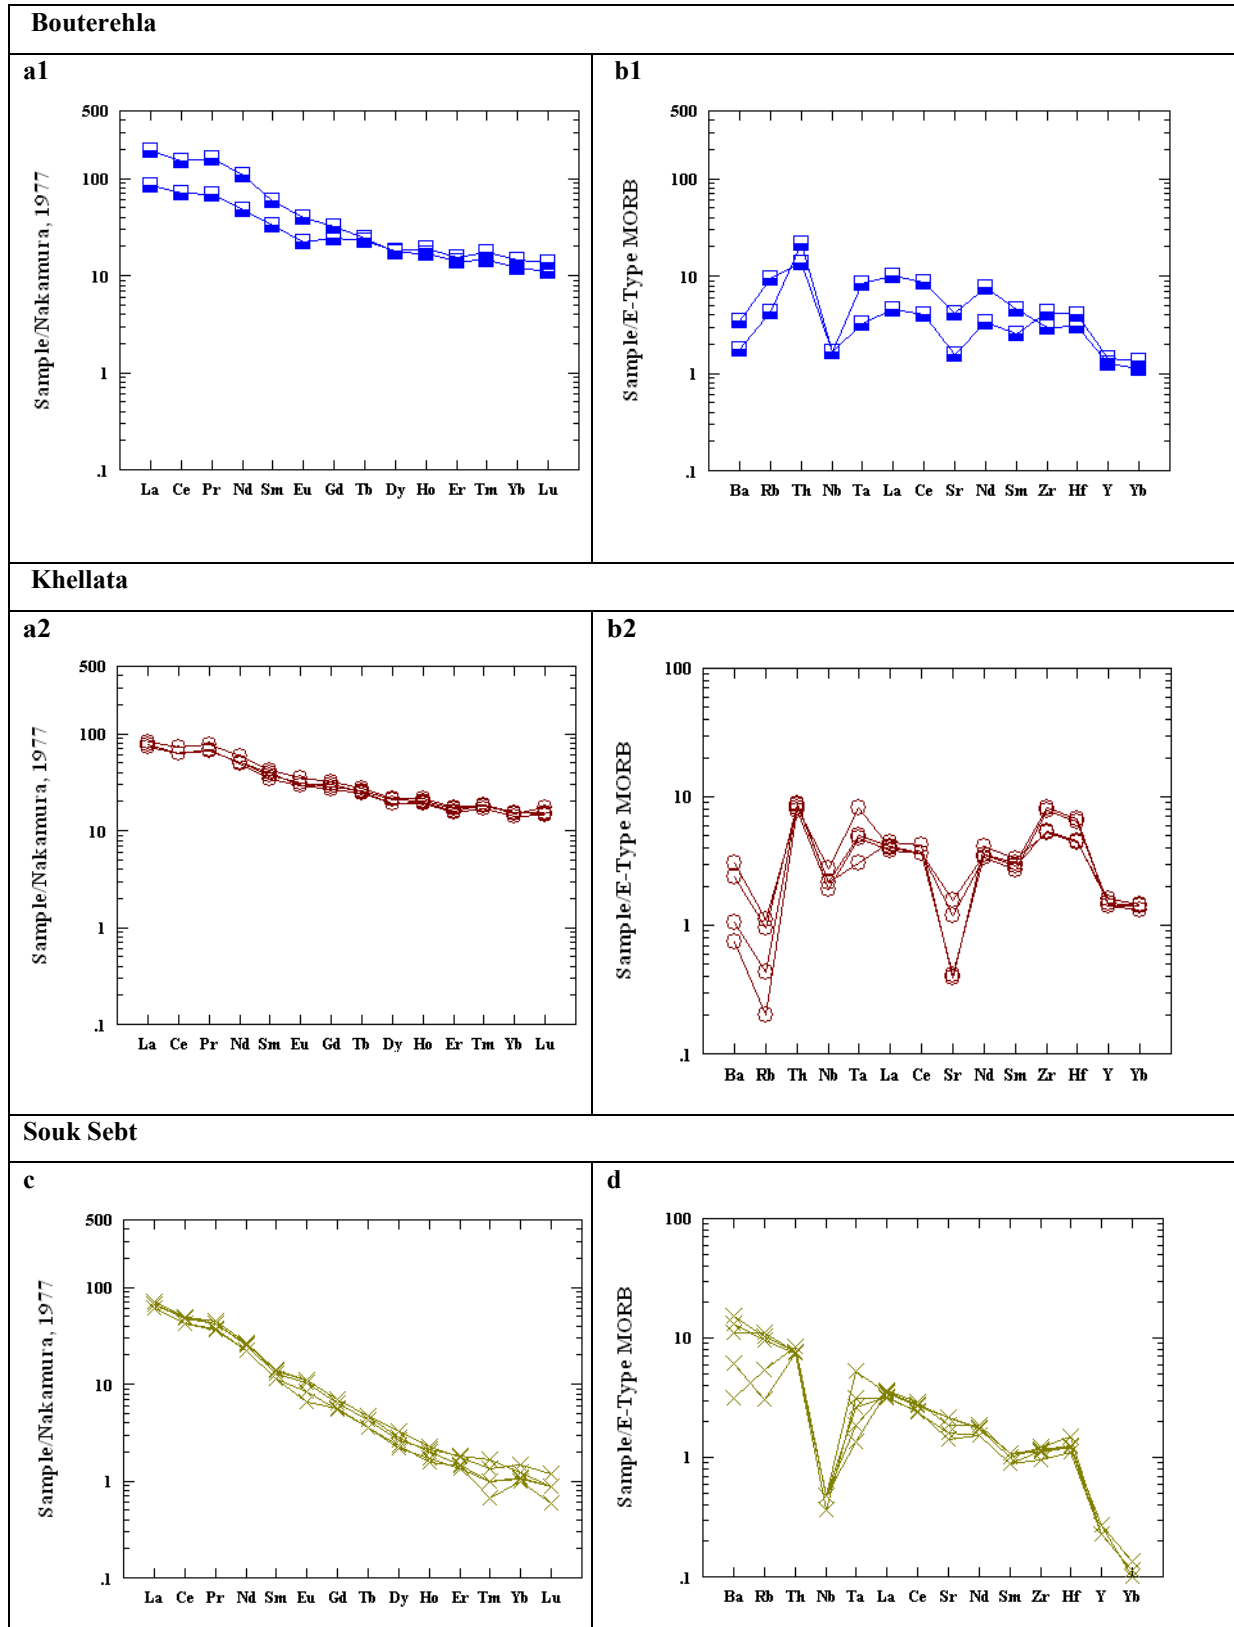 Bouterehla
a1
500
100
10
1
.1
Sample/Nakamura, 1977
La Ce Pr Nd Sm Eu Gd Tb Dy Ho Er Tm Yb Lu
b1
500
100
10
1
.1
Sample/E-Type MORB
Ba Rb Th Nb Ta La Ce Sr Nd Sm Zr Hf Y Yb
Khellata
a2
500
100
10
1
.1
Sample/Nakamura, 1977
La Ce Pr Nd Sm Eu Gd Tb Dy Ho Er Tm Yb Lu
b2
100
10
1
.1
Sample/E-Type MORB
Ba Rb Th Nb Ta La Ce Sr Nd Sm Zr Hf Y Yb
Souk Sebt
c
500
100
10
1
.1
Sample/Nakamura, 1977
La Ce Pr Nd Sm Eu Gd Tb Dy Ho Er Tm Yb Lu
d
100
10
1
.1
Sample/E-Type MORB
Ba Rb Th Nb Ta La Ce Sr Nd Sm Zr Hf Y Yb